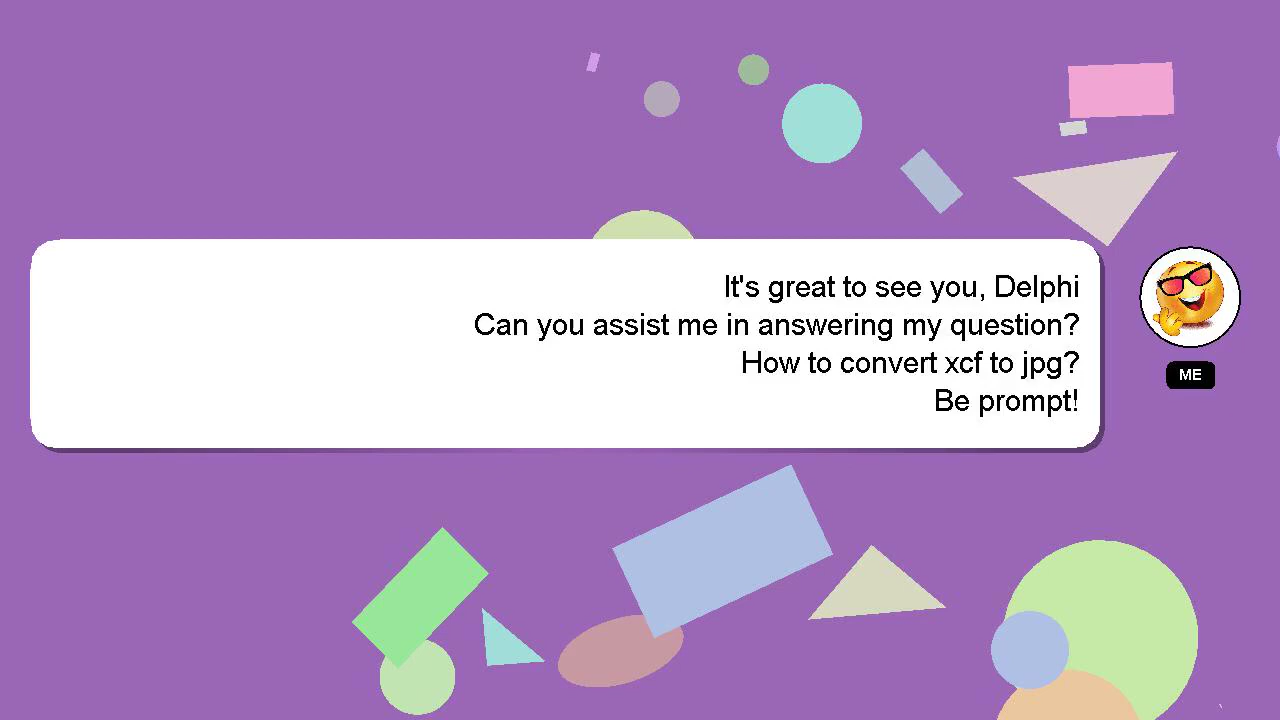 It's great to see you, Delphi
Can you assist me in answering my question?
How to convert xcf to jpg?
Be prompt!
ME